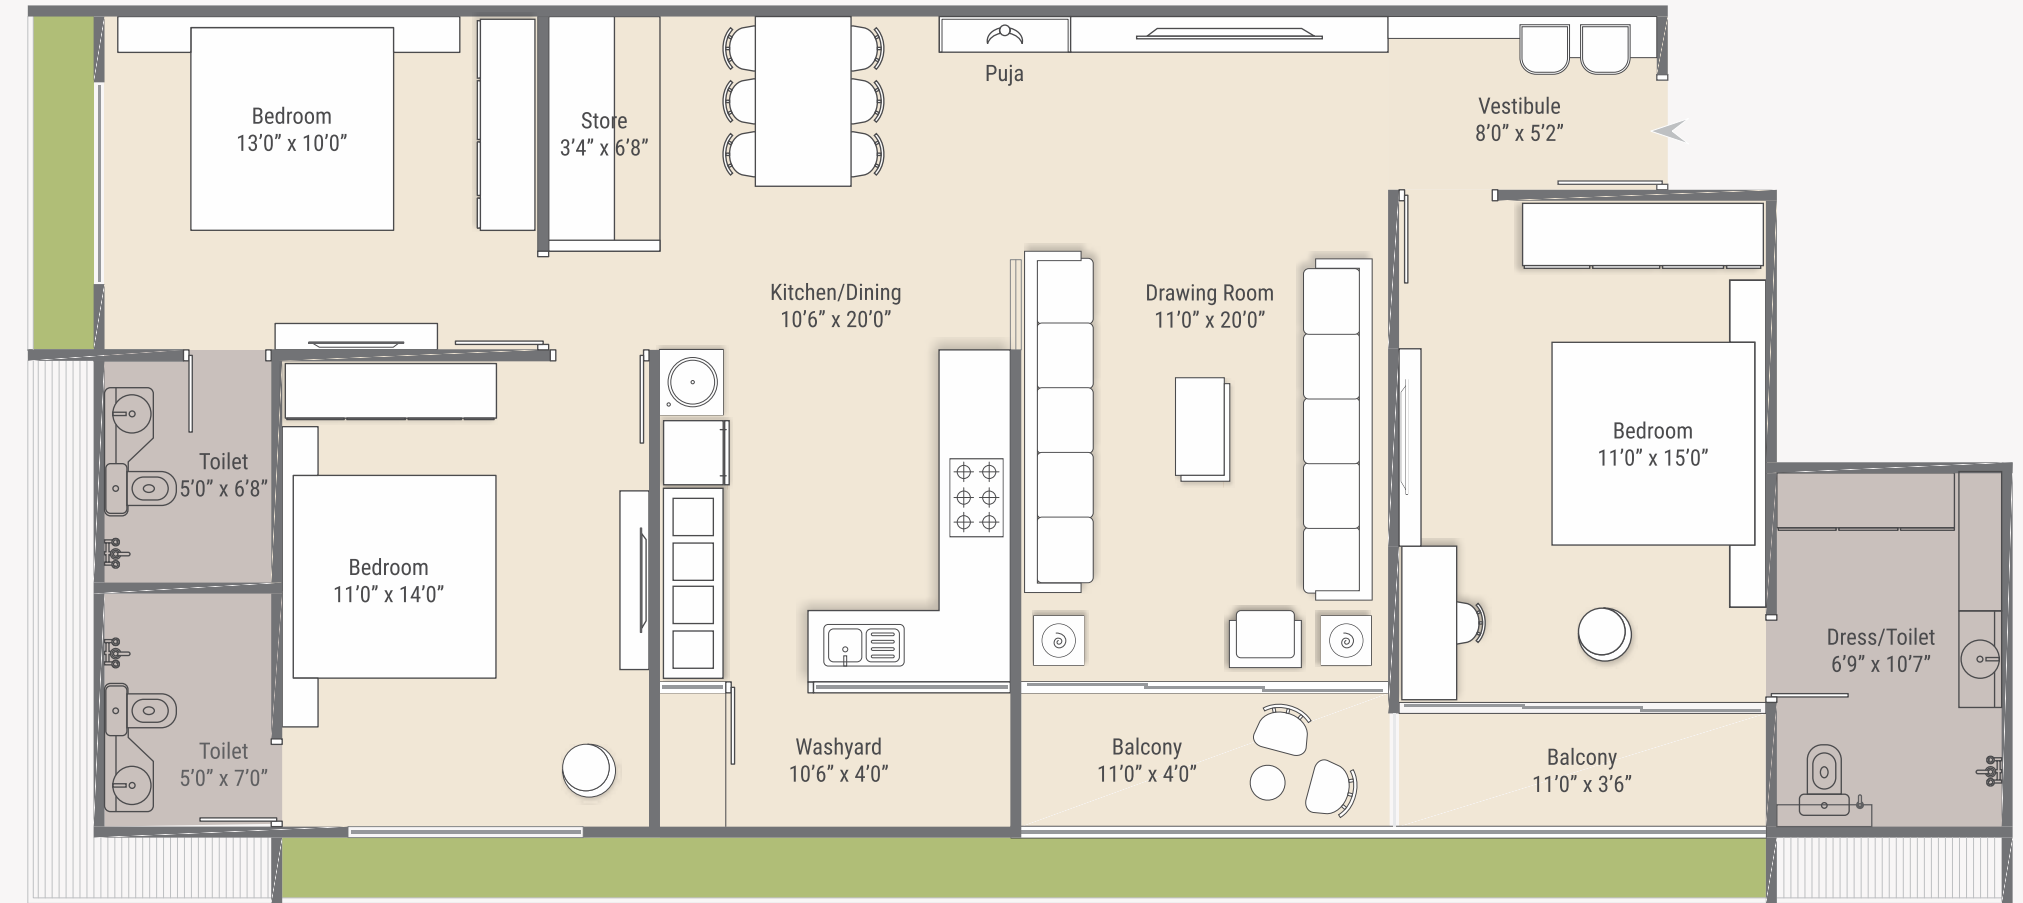 Bedroom
13’0” x 10’0”
Store
3’4” x 6’8”
Puja
Vestibule
8’0” x 5’2”
Kitchen/Dining
10’6” x 20’0”
Drawing Room
11’0” x 20’0”
Bedroom
11’0” x 15’0”
Toilet
5’0” x 6’8”
Bedroom
11’0” x 14’0”
Dress/Toilet
6’9” x 10’7”
Toilet
5’0” x 7’0”
Washyard
10’6” x 4’0”
Balcony
11’0” x 4’0”
Balcony
11’0” x 3’6”